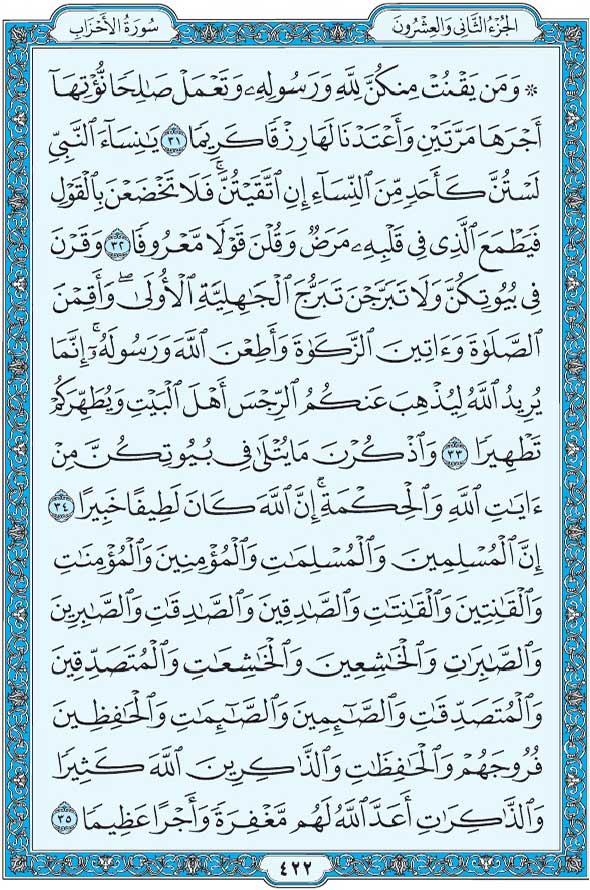 الجُزْءُ الثَّانِي وَالعِشْرُونَ
سُورَةُ الأَحْزَابِ
۞ وَمَن يَقْنُتْ مِنكُنَّ لِلَّهِ وَرَسُولِهِۦ وَتَعْمَلْ صَٰلِحًا نُّؤْتِهَآ
أَجْرَهَا مَرَّتَيْنِ وَأَعْتَدْنَا لَهَا رِزْقًا كَرِيمًا ٣١ يَٰنِسَآءَ ٱلنَّبِيِّ
لَسْتُنَّ كَأَحَدٍ مِّنَ ٱلنِّسَآءِ إِنِ ٱتَّقَيْتُنَّۚ فَلَا تَخْضَعْنَ بِٱلْقَوْلِ
فَيَطْمَعَ ٱلَّذِى فِى قَلْبِهِۦ مَرَضٌ وَقُلْنَ قَوْلًا مَّعْرُوفًا ٣٢ وَقَرْنَ
فِى بُيُوتِكُنَّ وَلَا تَبَرَّجْنَ تَبَرُّجَ ٱلْجَٰهِلِيَّةِ ٱلْأُولَىٰۖ وَأَقِمْنَ
ٱلصَّلَوٰةَ وَءَاتِينَ ٱلزَّكَوٰةَ وَأَطِعْنَ ٱللَّهَ وَرَسُولَهُۥٓۚ إِنَّمَا
يُرِيدُ ٱللَّهُ لِيُذْهِبَ عَنكُمُ ٱلرِّجْسَ أَهْلَ ٱلْبَيْتِ وَيُطَهِّرَكُمْ
تَطْهِيرًا ٣٣ وَٱذْكُرْنَ مَا يُتْلَىٰ فِى بُيُوتِكُنَّ مِنْ
ءَايَٰتِ ٱللَّهِ وَٱلْحِكْمَةِۚ إِنَّ ٱللَّهَ كَانَ لَطِيفًا خَبِيرًا ٣٤
إِنَّ ٱلْمُسْلِمِينَ وَٱلْمُسْلِمَٰتِ وَٱلْمُؤْمِنِينَ وَٱلْمُؤْمِنَٰتِ
وَٱلْقَٰنِتِينَ وَٱلْقَٰنِتَٰتِ وَٱلصَّٰدِقِينَ وَٱلصَّٰدِقَٰتِ وَٱلصَّٰبِرِينَ
وَٱلصَّٰبِرَٰتِ وَٱلْخَٰشِعِينَ وَٱلْخَٰشِعَٰتِ وَٱلْمُتَصَدِّقِينَ
وَٱلْمُتَصَدِّقَٰتِ وَٱلصَّٰٓئِمِينَ وَٱلصَّٰٓئِمَٰتِ وَٱلْحَٰفِظِينَ
فُرُوجَهُمْ وَٱلْحَٰفِظَٰتِ وَٱلذَّٰكِرِينَ ٱللَّهَ كَثِيرًا
وَٱلذَّٰكِرَٰتِ أَعَدَّ ٱللَّهُ لَهُم مَّغْفِرَةً وَأَجْرًا عَظِيمًا ٣٥
٤٢٢